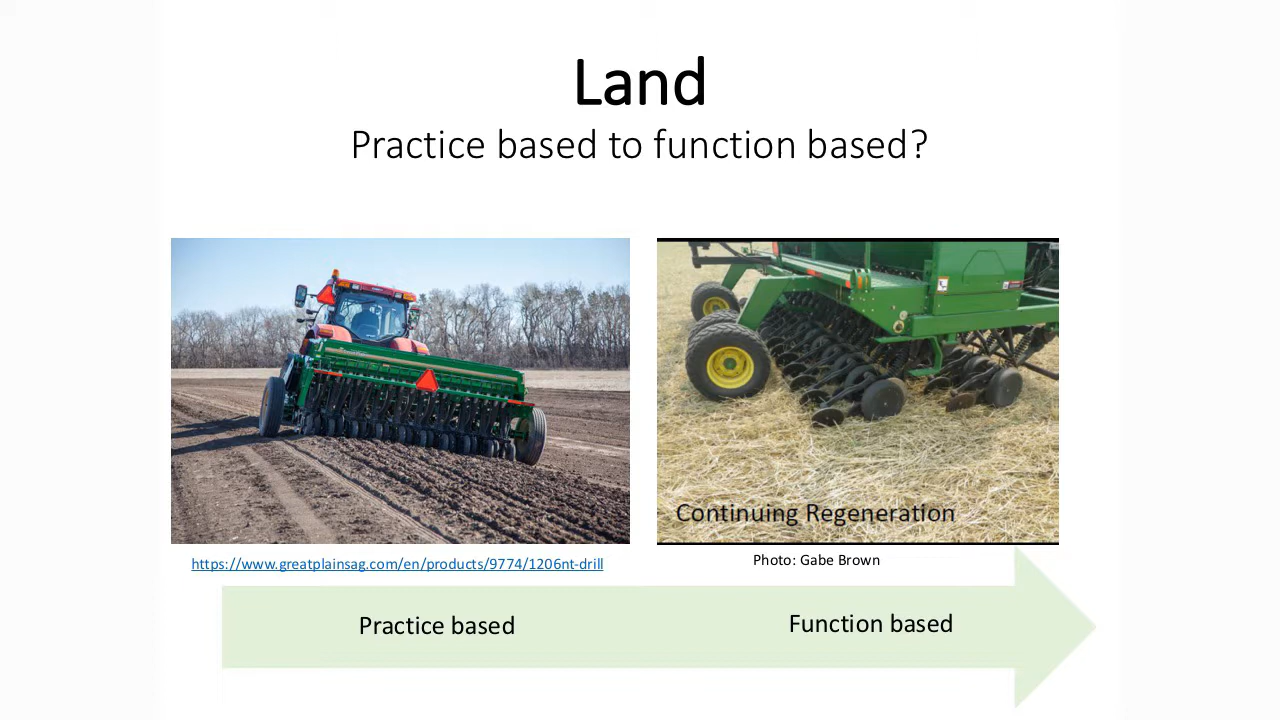 Land
Practice based to function based?
Continuing Regeneration
https://www.greatplainsag.com/en/products/9774/1206nt-drill
Photo: Gabe Brown
Practice based
Function based